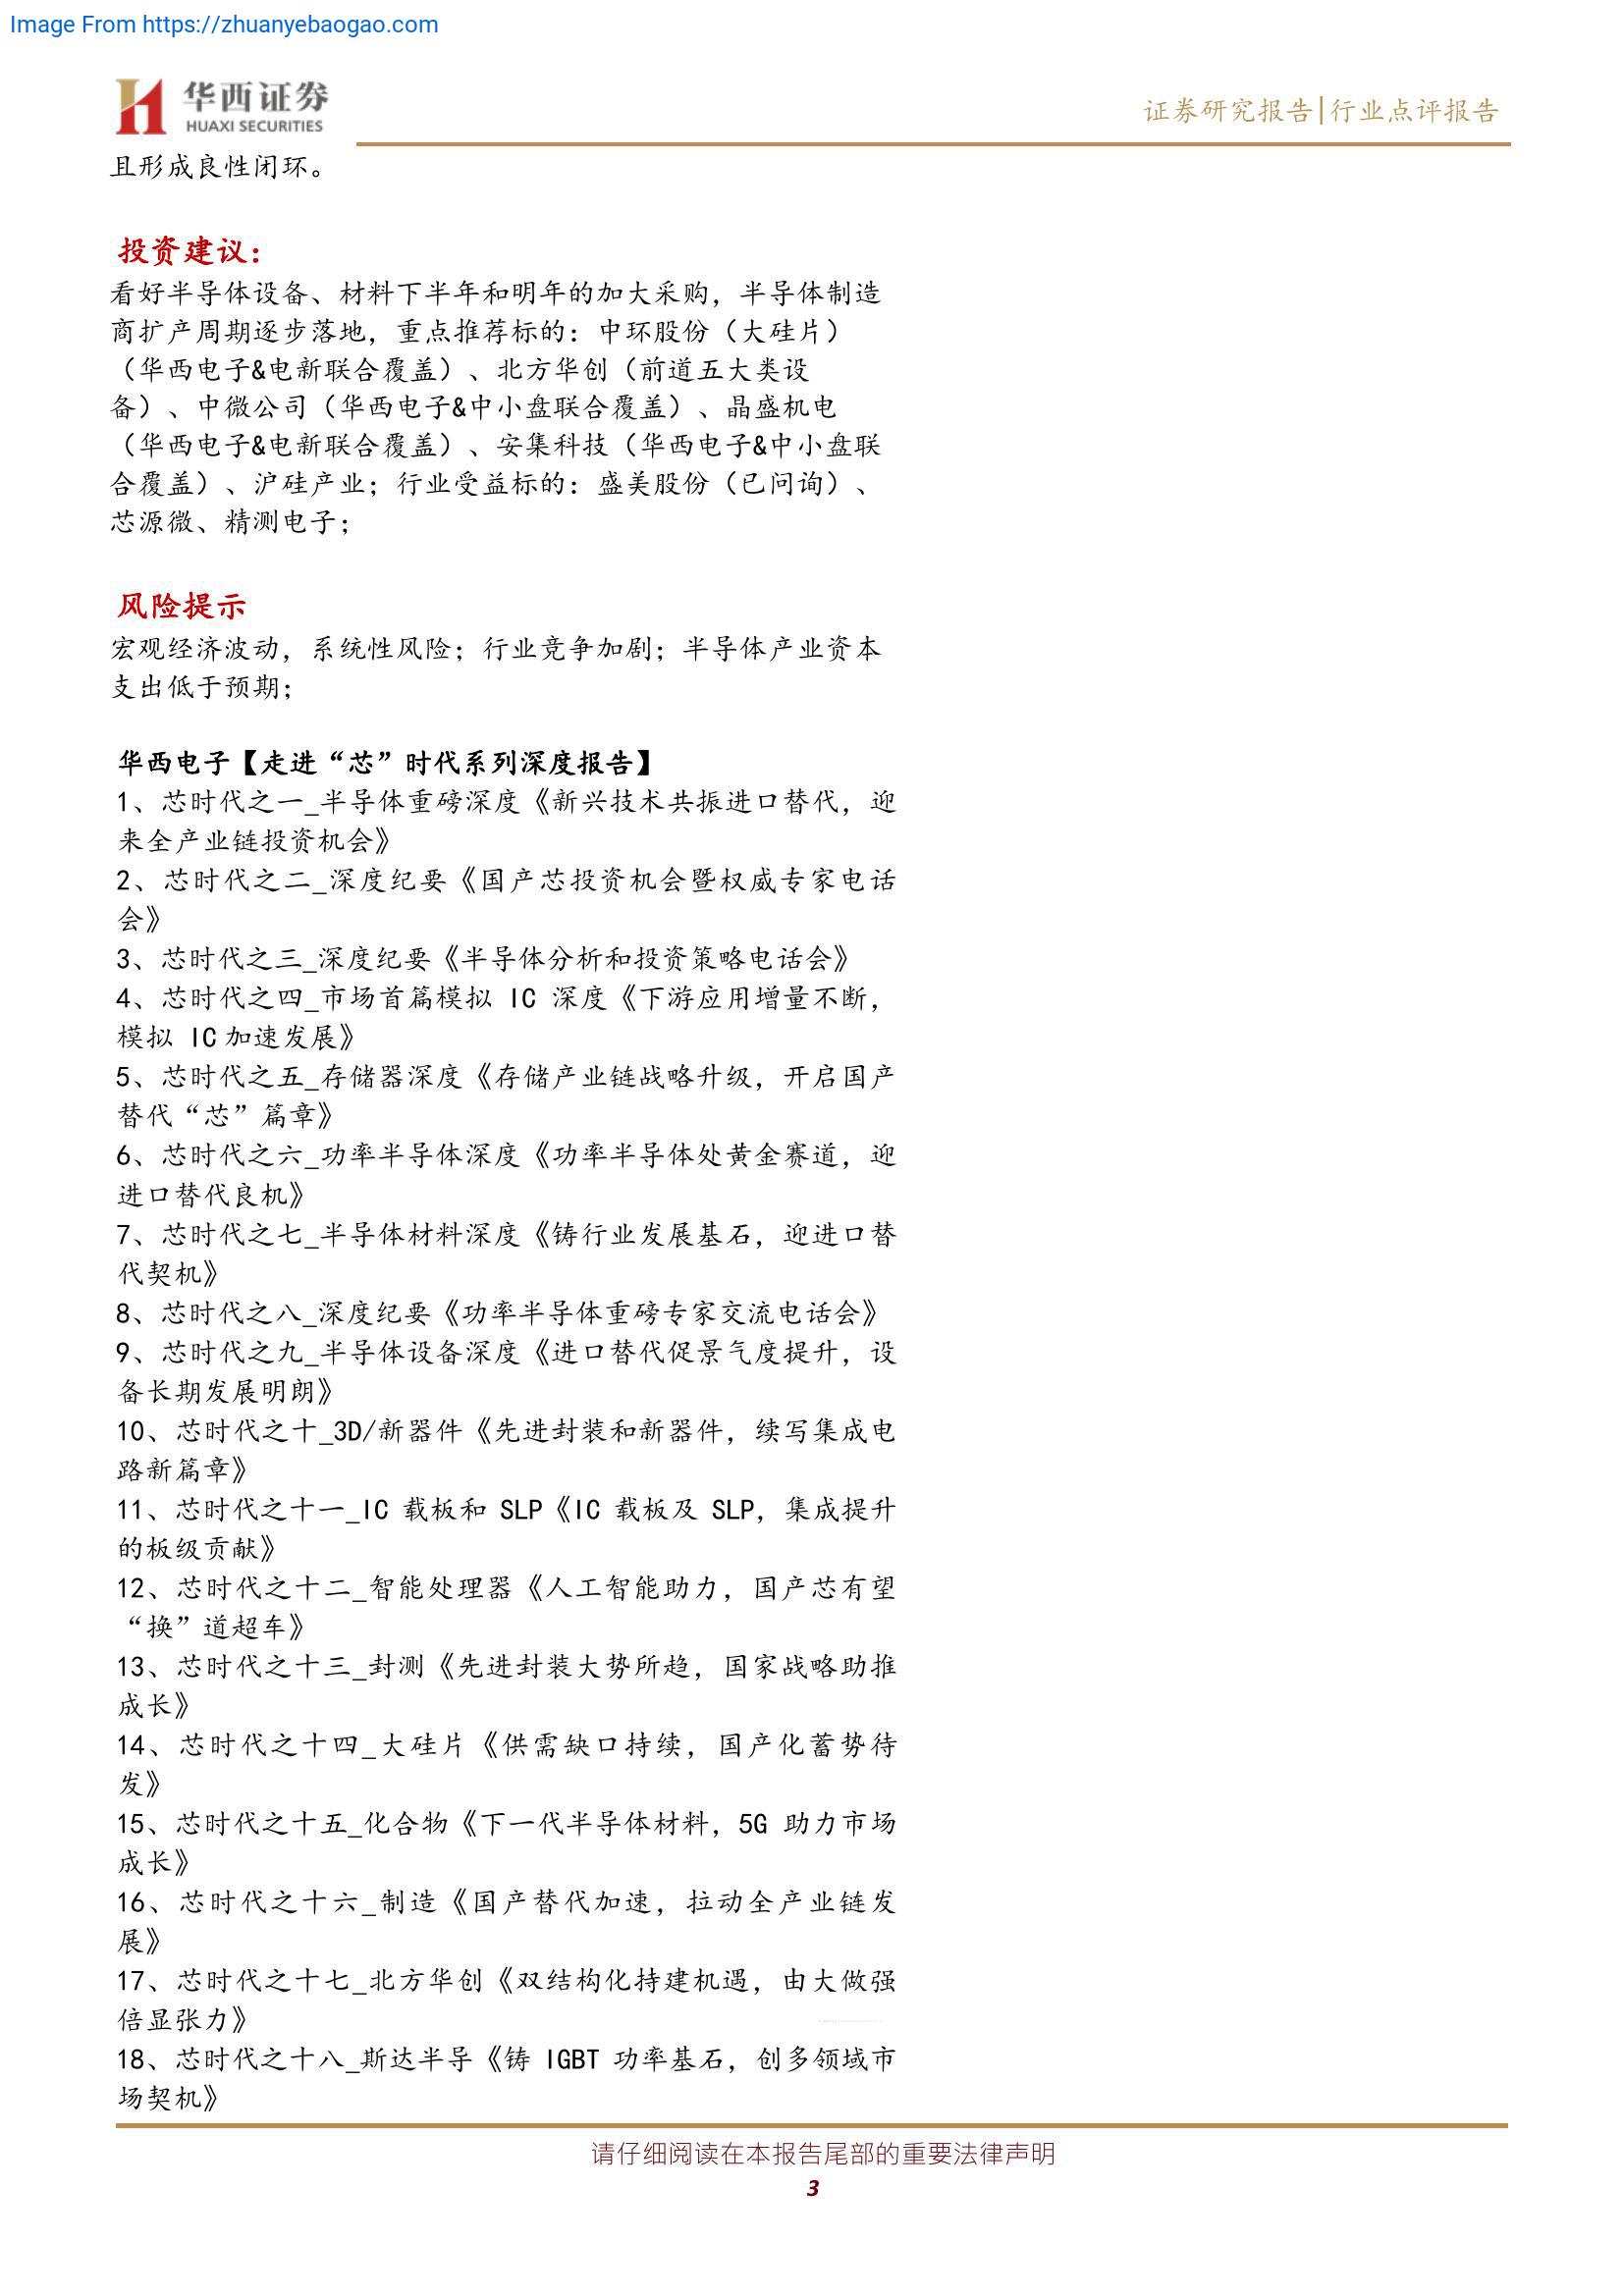 Image From https://zhuanyebaogao.com
华西证券
HUAXI SECURITIES
证券研究报告|行业点评报告
且形成良性闭环。
投资建议：
看好半导体设备、材料下半年和明年的加大采购，半导体制造
商扩产周期逐步落地，重点推荐标的：中环股份（大硅片）
（华西电子&电新联合覆盖）、北方华创（前道五大类设
备）、中微公司（华西电子&中小盘联合覆盖）、晶盛机电
（华西电子&电新联合覆盖）、安集科技（华西电子&中小盘联
合覆盖）、沪硅产业；行业受益标的：盛美股份（已问询）、
芯源微、精测电子；
风险提示
宏观经济波动，系统性风险；行业竞争加剧；半导体产业资本
支出低于预期；
华西电子【走进“芯”时代系列深度报告】
1、芯时代之一_半导体重磅深度《新兴技术共振进口替代，迎
来全产业链投资机会》
2、芯时代之二_深度纪要《国产芯投资机会暨权威专家电话
会》
3、芯时代之三_深度纪要《半导体分析和投资策略电话会》
4、芯时代之四_市场首篇模拟 IC 深度《下游应用增量不断，
模拟 IC加速发展》
5、芯时代之五_存储器深度《存储产业链战略升级，开启国产
替代“芯”篇章》
6、芯时代之六_功率半导体深度《功率半导体处黄金赛道，迎
进口替代良机》
7、芯时代之七_半导体材料深度《铸行业发展基石，迎进口替
代契机》
8、芯时代之八_深度纪要《功率半导体重磅专家交流电话会》
9、芯时代之九_半导体设备深度《进口替代促景气度提升，设
备长期发展明朗》
10、芯时代之十_3D/新器件《先进封装和新器件，续写集成电
路新篇章》
11、芯时代之十一_IC 载板和 SLP《IC 载板及 SLP，集成提升
的板级贡献》
12、芯时代之十二_智能处理器《人工智能助力，国产芯有望
“换”道超车》
13、芯时代之十三_封测《先进封装大势所趋，国家战略助推
成长》
14、芯时代之十四_大硅片《供需缺口持续，国产化蓄势待
发》
15、芯时代之十五_化合物《下一代半导体材料，5G 助力市场
成长》
16、芯时代之十六_制造《国产替代加速，拉动全产业链发
展》
17、芯时代之十七_北方华创《双结构化持建机遇，由大做强
倍显张力》
18、芯时代之十八_斯达半导《铸 IGBT 功率基石，创多领域市
场契机》
请仔细阅读在本报告尾部的重要法律声明
3